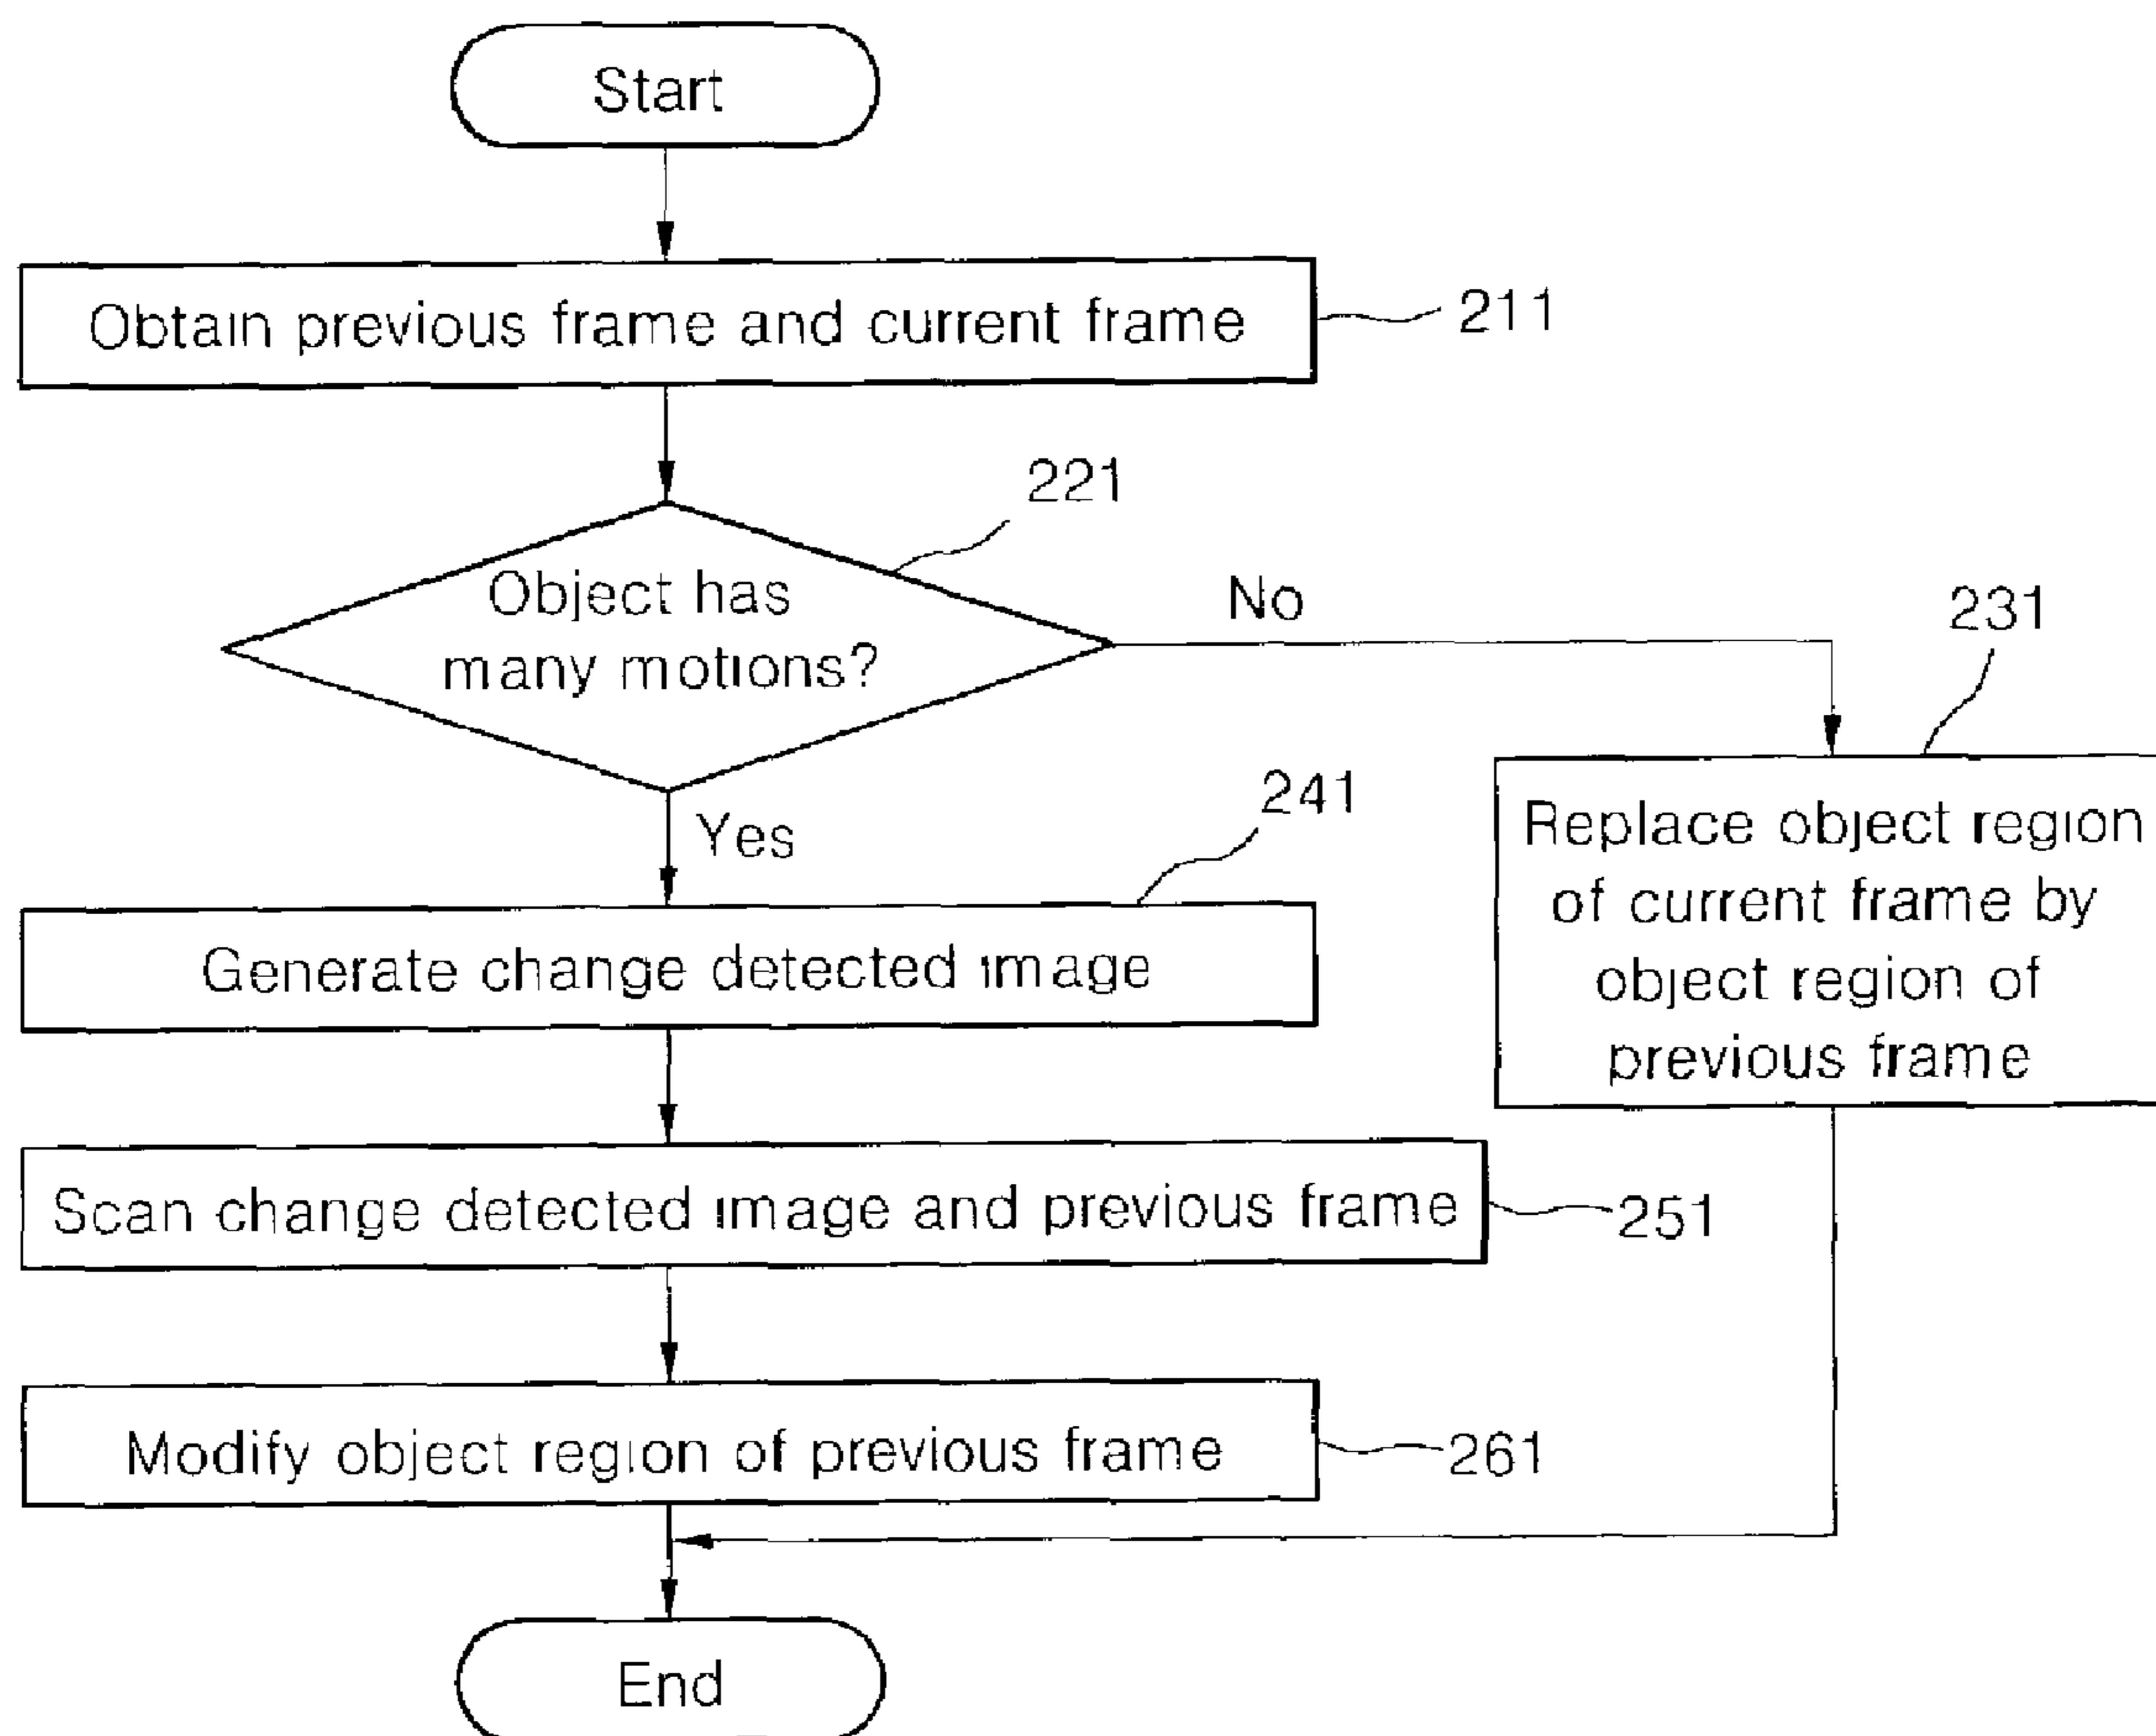 Start
Obtain previous frame and current frame
211
221
Object has
many motions?
No
231
Yes
241
Replace object region
of current frame by
object region of
previous frame
Generate change detected image
Scan change detected image and previous frame
251
Modify object region of previous frame
261
End